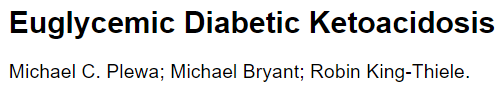 Euglycemic Diabetic Ketoacidosis
Michael C. Plewa; Michael Bryant; Robin King-Thiele.